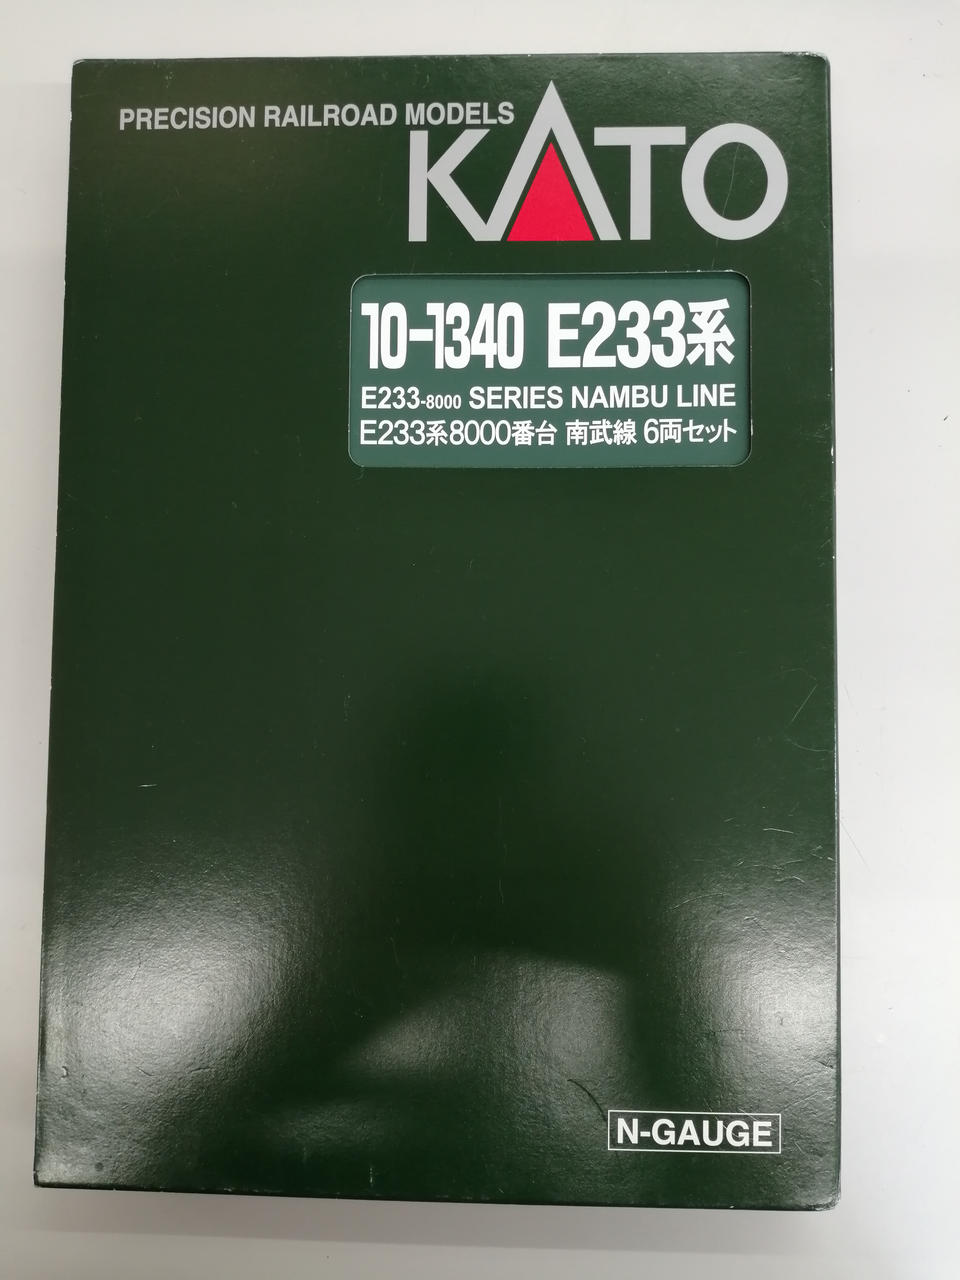 PRECISION RAILROAD MODELS
KATO
10-1340 E233系
E233-8000 SERIES NAMBU LINE
E233系8000番台 南武線 6両セット
N-GAUGE